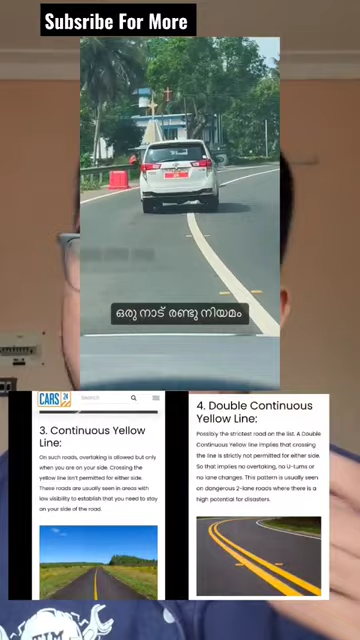 Subsribe For More
ഒരു നാട് രണ്ടു നിയമം
CARS 24
Search
3. Continuous Yellow
Line:
On such roads, overtaking is allowed but only
when you are on your side. Crossing the
yellow line isn't permitted for either side.
These roads are usually seen in areas with
low visibility to establish that you need to stay
on your side of the road.
4. Double Continuous
Yellow Line:
Possibly the strictest road on the list. A Double
Continuous Yellow line implies that crossing
the line is strictly not permitted for either side.
So that implies no overtaking, no U-turns or
no lane changes. This pattern is usually seen
on dangerous 2-lane roads where there is a
high potential for disasters.